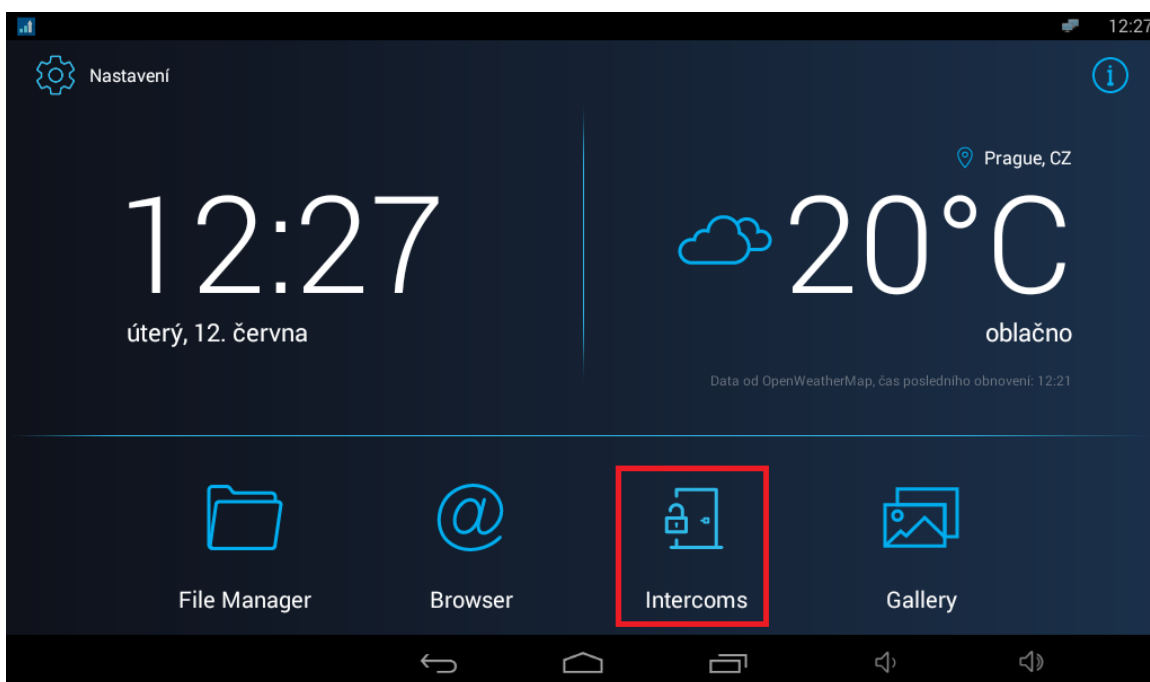 12:27
Nastavení
Prague, CZ
12:27
20°C
úterý, 12. června
oblačno
Data od OpenWeatherMap, čas posledního obnovení: 12:21
File Manager
Browser
Intercoms
Gallery